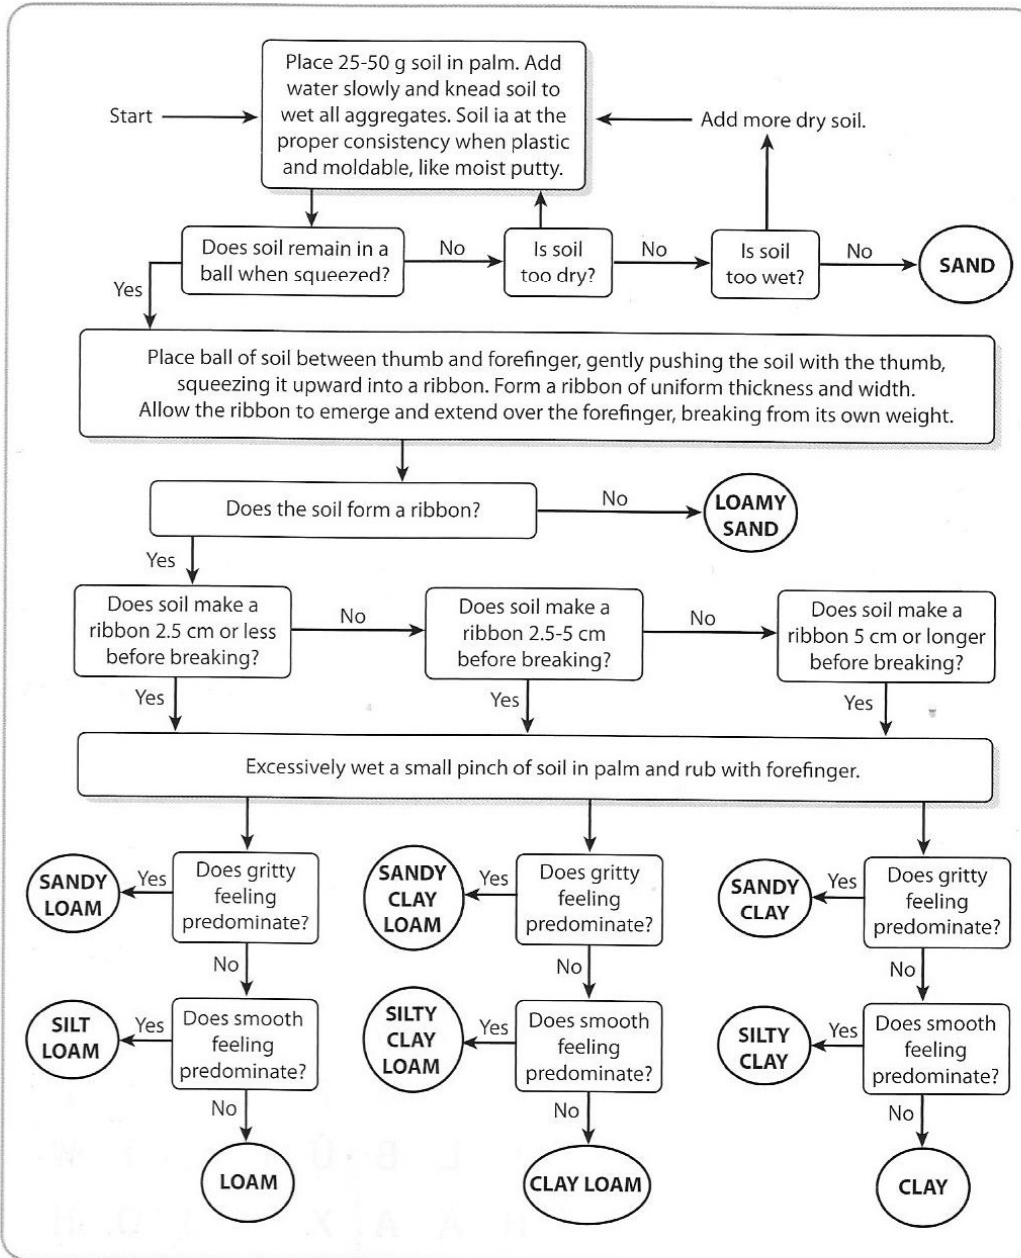 Place 25-50 g soil in palm. Add
water slowly and knead soil to
wet all aggregates. Soil ia at the
proper consistency when plastic
and moldable, like moist putty.
Start
Add more dry soil.
Does soil remain in a
ball when squeezed?
No
Is soil
too dry?
No
Is soil
too wet?
No
SAND
Yes
Place ball of soil between thumb and forefinger, gently pushing the soil with the thumb,
squeezing it upward into a ribbon. Form a ribbon of uniform thickness and width.
Allow the ribbon to emerge and extend over the forefinger, breaking from its own weight.
Does the soil form a ribbon?
No
LOAMY
SAND
Yes
Does soil make a
ribbon 2.5 cm or less
before breaking?
No
Does soil make a
ribbon 2.5-5 cm
before breaking?
No
Does soil make a
ribbon 5 cm or longer
before breaking?
Yes
Yes
Yes
Excessively wet a small pinch of soil in palm and rub with forefinger.
SANDY
LOAM
Yes
Does gritty
feeling
predominate?
SANDY
CLAY
LOAM
Yes
Does gritty
feeling
predominate?
SANDY
CLAY
Yes
Does gritty
feeling
predominate?
No
No
No
SILT
LOAM
Yes
Does smooth
feeling
predominate?
SILTY
CLAY
LOAM
Yes
Does smooth
feeling
predominate?
SILTY
CLAY
Yes
Does smooth
feeling
predominate?
No
No
No
LOAM
CLAY LOAM
CLAY